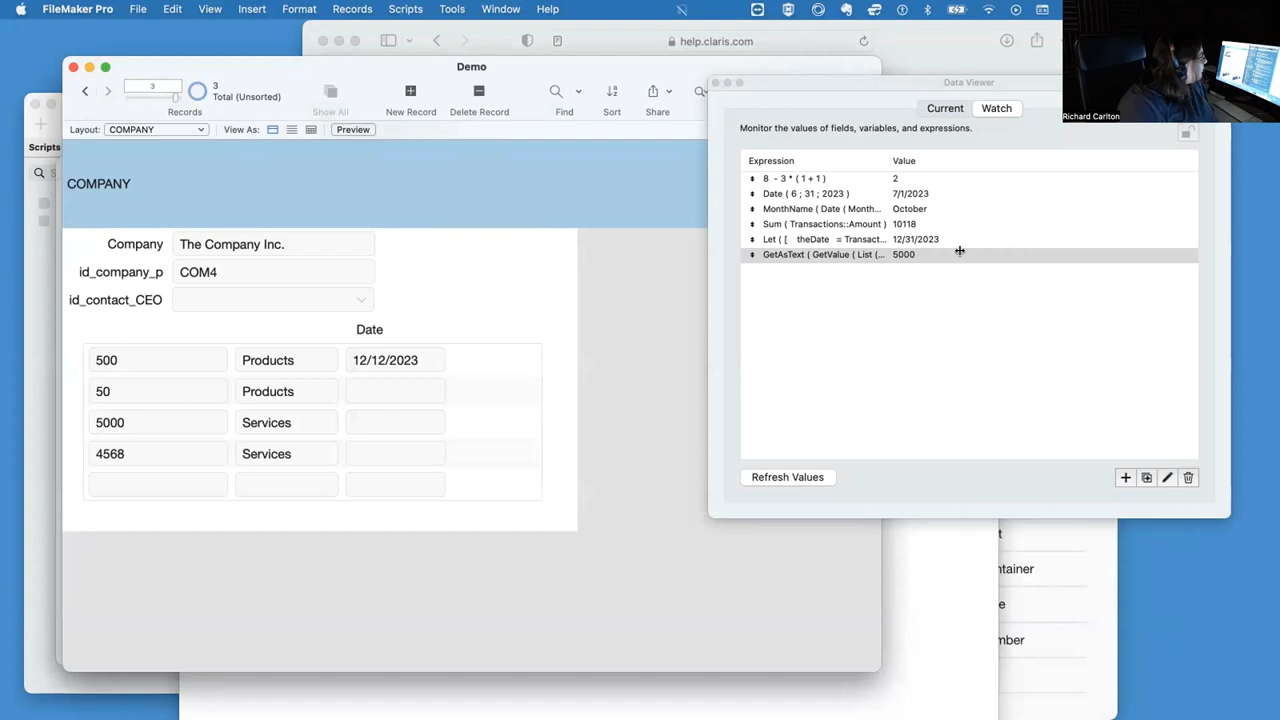 FileMaker Pro File Edit View Insert Format Records Scripts Tools Window Help
help.claris.com
Richard Carlton
Demo
3
3
Total (Unsorted)
Records
Show All
New Record
Delete Record
Find
Sort
Share
Layout: COMPANY View As: Preview
Scripts
COMPANY
Company The Company Inc.
id_company_p COM4
id_contact_CEO
Date
500 Products 12/12/2023
50 Products
5000 Services
4568 Services
Data Viewer
Current Watch
Monitor the values of fields, variables, and expressions.
Expression Value
8 - 3 * ( 1 + 1 ) 2
Date ( 6 ; 31 ; 2023 ) 7/1/2023
MonthName ( Date ( Month... October
Sum ( Transactions::Amount ) 10118
Let ( [ theDate = Transact... 12/31/2023
GetAsText ( GetValue ( List (... 5000
Refresh Values
ntainer
mber